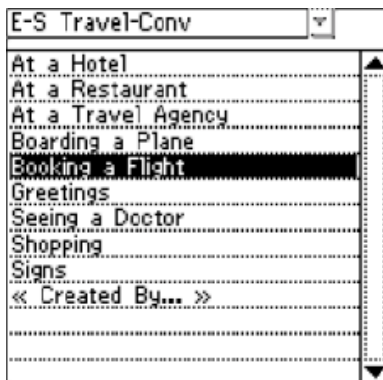 E-S Travel-Conv
At a Hotel
At a Restaurant
At a Travel Agency
Boarding a Plane
Booking a Flight
Greetings
Seeing a Doctor
Shopping
Signs
« Created By... »